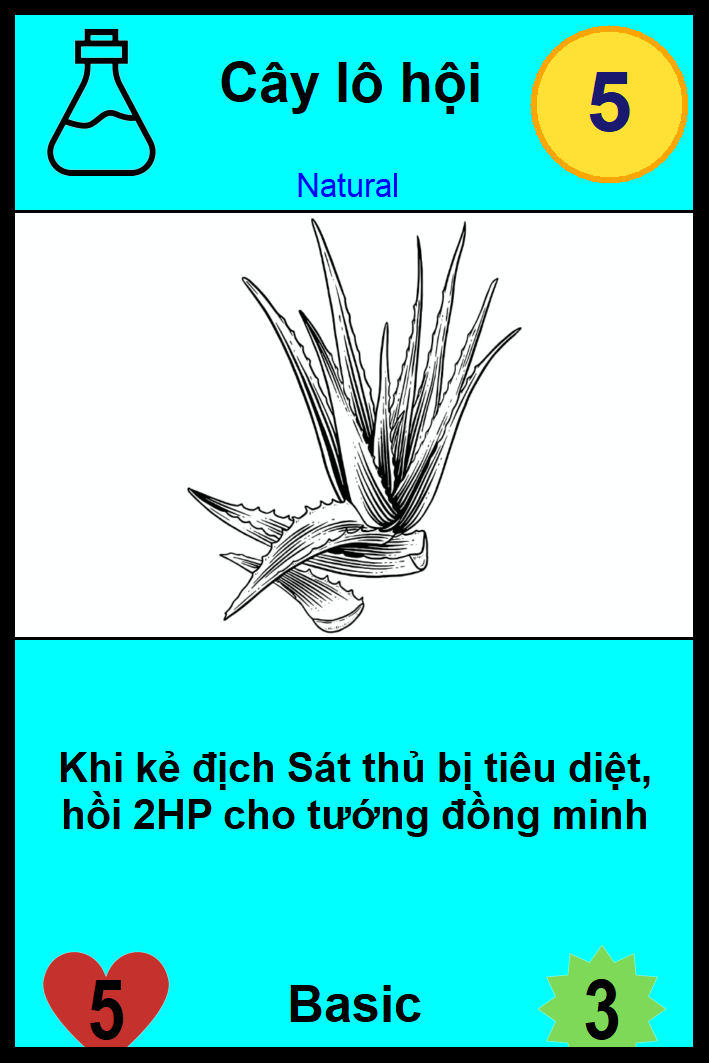 Cây lô hội
5
Natural
Khi kẻ địch Sát thủ bị tiêu diệt,
hồi 2HP cho tướng đồng minh
5
Basic
3